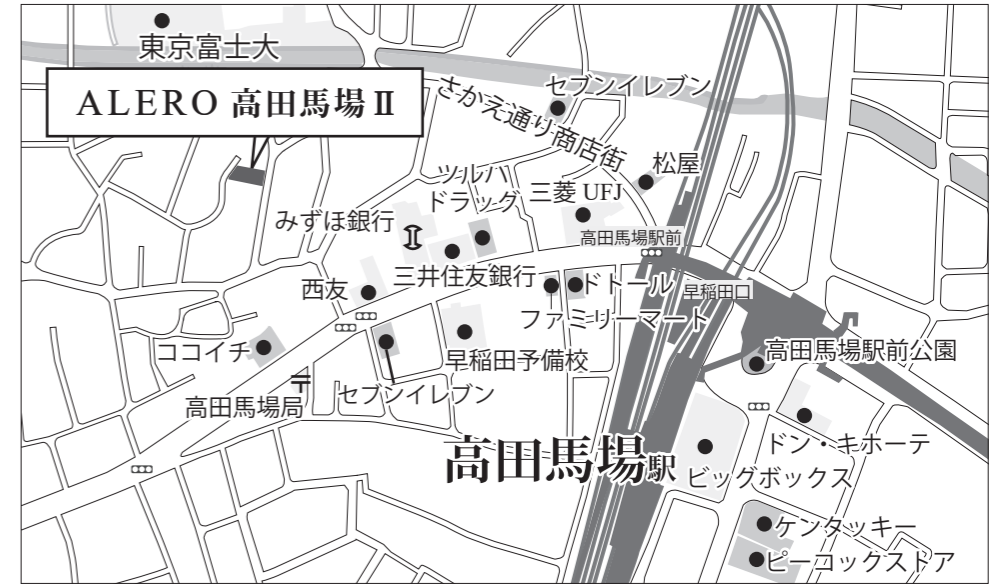 東京富士大
ALERO 高田馬場Ⅱ
セブンイレブン
さかえ通り商店街
松屋
ツルハ
ドラッグ
三菱 UFJ
みずほ銀行
高田馬場駅前
三井住友銀行
西友
ドトール
早稲田口
ファミリーマート
ココイチ
早稲田予備校
高田馬場駅前公園
セブンイレブン
高田馬場局
ドン・キホーテ
高田馬場駅
ビッグボックス
ケンタッキー
ピーコックストア